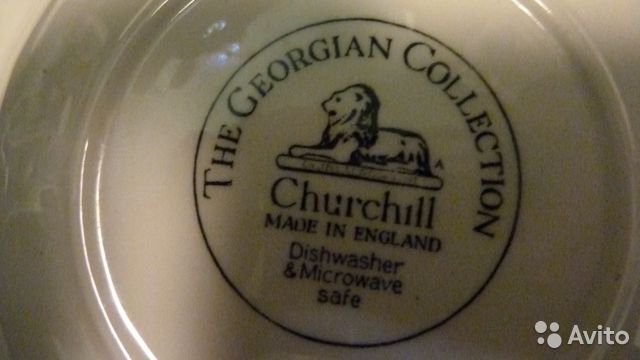 THE GEORGIAN COLLECTION
A
Churchill
MADE IN ENGLAND
Dishwasher
& Microwave
safe
Avito